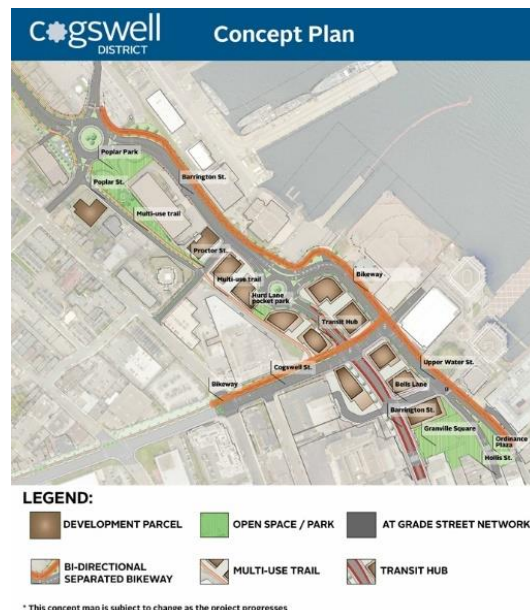 cogswell
DISTRICT
Concept Plan
Poplar Park
Poplar St.
Barrington St.
Multi-use trail
Proctor St.
Multi-use trail
Hurd Lane
pocket park
Bikeway
Transit Hub
Cogswell St.
Upper Water St.
Bikeway
Bells Lane
Barrington St.
Granville Square
Ordinance
Plaza
Hollis St.
LEGEND:
DEVELOPMENT PARCEL
OPEN SPACE / PARK
AT GRADE STREET NETWORK
BI-DIRECTIONAL
SEPARATED BIKEWAY
MULTI-USE TRAIL
TRANSIT HUB
* This concept map is subject to change as the project progresses